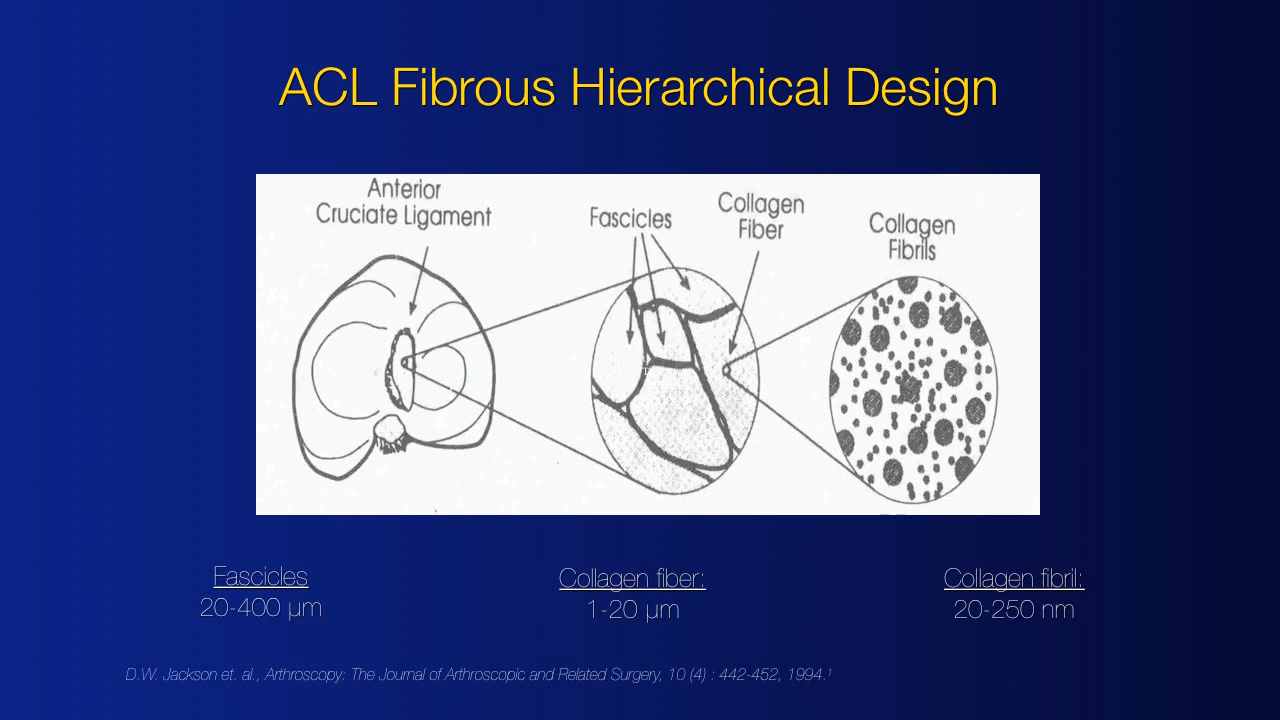 ACL Fibrous Hierarchical Design
Anterior
Cruciate Ligament
Fascicles
Collagen
Fiber
Collagen
Fibrils
Fascicles
20-400 µm
Collagen fiber:
1-20 µm
Collagen fibril:
20-250 nm
D.W. Jackson et. al., Arthroscopy: The Journal of Arthroscopic and Related Surgery, 10 (4) : 442-452, 1994.¹